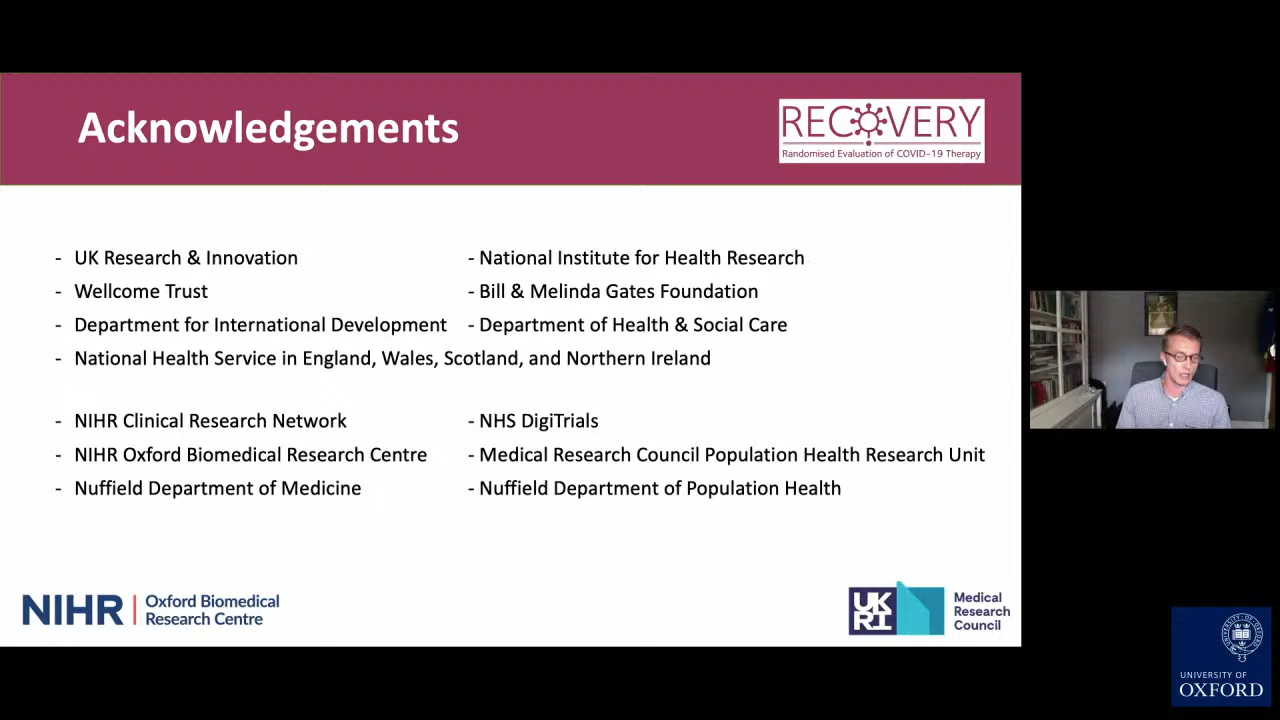 Acknowledgements
RECOVERY
Randomised Evaluation of COVID-19 Therapy
- UK Research & Innovation
- National Institute for Health Research
- Wellcome Trust
- Bill & Melinda Gates Foundation
- Department for International Development
- Department of Health & Social Care
- National Health Service in England, Wales, Scotland, and Northern Ireland
- NIHR Clinical Research Network
- NHS DigiTrials
- NIHR Oxford Biomedical Research Centre
- Medical Research Council Population Health Research Unit
- Nuffield Department of Medicine
- Nuffield Department of Population Health
NIHR
Oxford Biomedical
Research Centre
UK
RI
Medical
Research
Council
UNIVERSITY OF
OXFORD